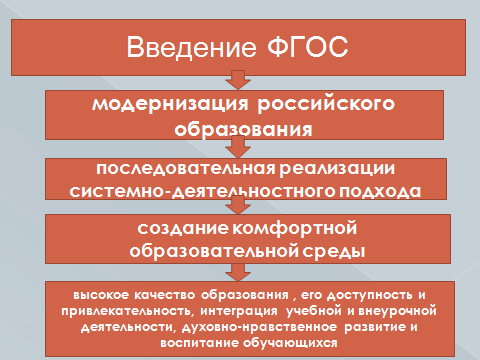 Введение ФГОС
модернизация российского
образования
последовательная реализации
системно-деятельностного подхода
создание комфортной
образовательной среды
высокое качество образования , его доступность и
привлекательность, интеграция учебной и внеурочной
деятельности, духовно-нравственное развитие и
воспитание обучающихся